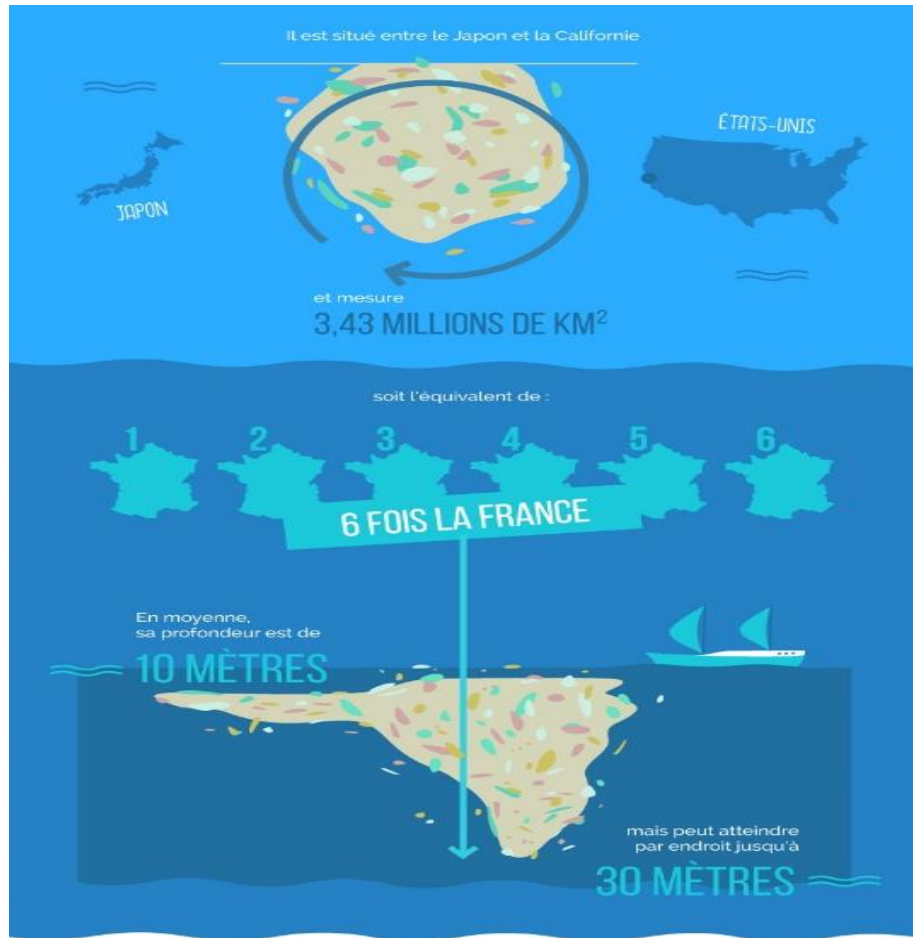 Il est situé entre le Japon et la Californie
ÉTATS-UNIS
JAPON
et mesure
3,43 MILLIONS DE KM²
soit l'équivalent de :
1 2 3 4 5 6
6 FOIS LA FRANCE
En moyenne,
sa profondeur est de
10 MÈTRES
mais peut atteindre
par endroit jusqu'à
30 MÈTRES